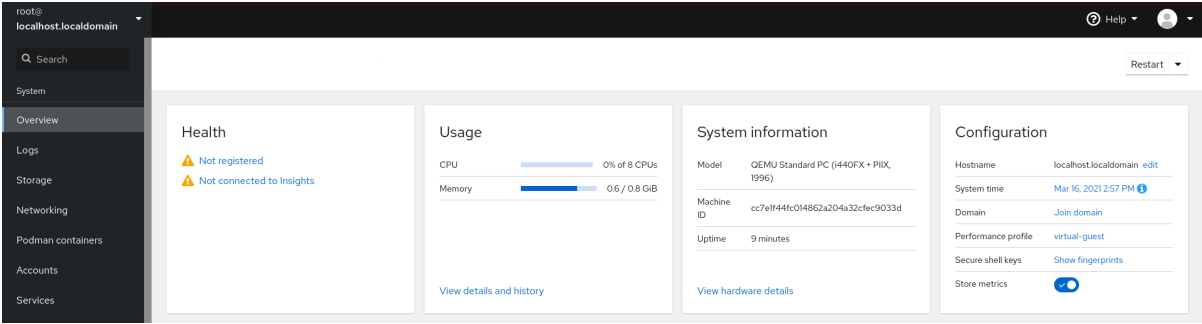 root@
localhost.localdomain
Help
Search
Restart
System
Overview
Logs
Storage
Networking
Podman containers
Accounts
Services
Health
Not registered
Not connected to Insights
Usage
CPU 0% of 8 CPUs
Memory 0.6 / 0.8 GiB
View details and history
System information
Model QEMU Standard PC (i440FX + PIIX,
1996)
Machine
ID cc7e1f44fc014862a204a32cfec9033d
Uptime 9 minutes
View hardware details
Configuration
Hostname localhost.localdomain edit
System time Mar 16, 2021 2:57 PM
Domain Join domain
Performance profile virtual-guest
Secure shell keys Show fingerprints
Store metrics